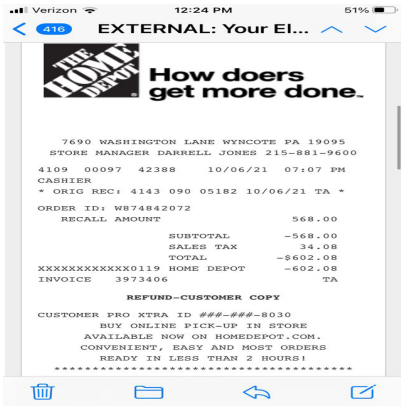 Verizon 12:24 PM 51%
416 EXTERNAL: Your El...
THE HOME DEPOT
How doers
get more done.
7690 WASHINGTON LANE WYNCOTE PA 19095
STORE MANAGER DARRELL JONES 215-881-9600
4109 00097 42388 10/06/21 07:07 PM
CASHIER
* ORIG REC: 4143 090 05182 10/06/21 TA *
ORDER ID: W874842072
RECALL AMOUNT 568.00
SUBTOTAL -568.00
SALES TAX 34.08
TOTAL -$602.08
XXXXXXXXXXXX0119 HOME DEPOT -602.08
INVOICE 3973406 TA
REFUND-CUSTOMER COPY
CUSTOMER PRO XTRA ID ###-###-8030
BUY ONLINE PICK-UP IN STORE
AVAILABLE NOW ON HOMEDEPOT.COM.
CONVENIENT, EASY AND MOST ORDERS
READY IN LESS THAN 2 HOURS!
***************************************